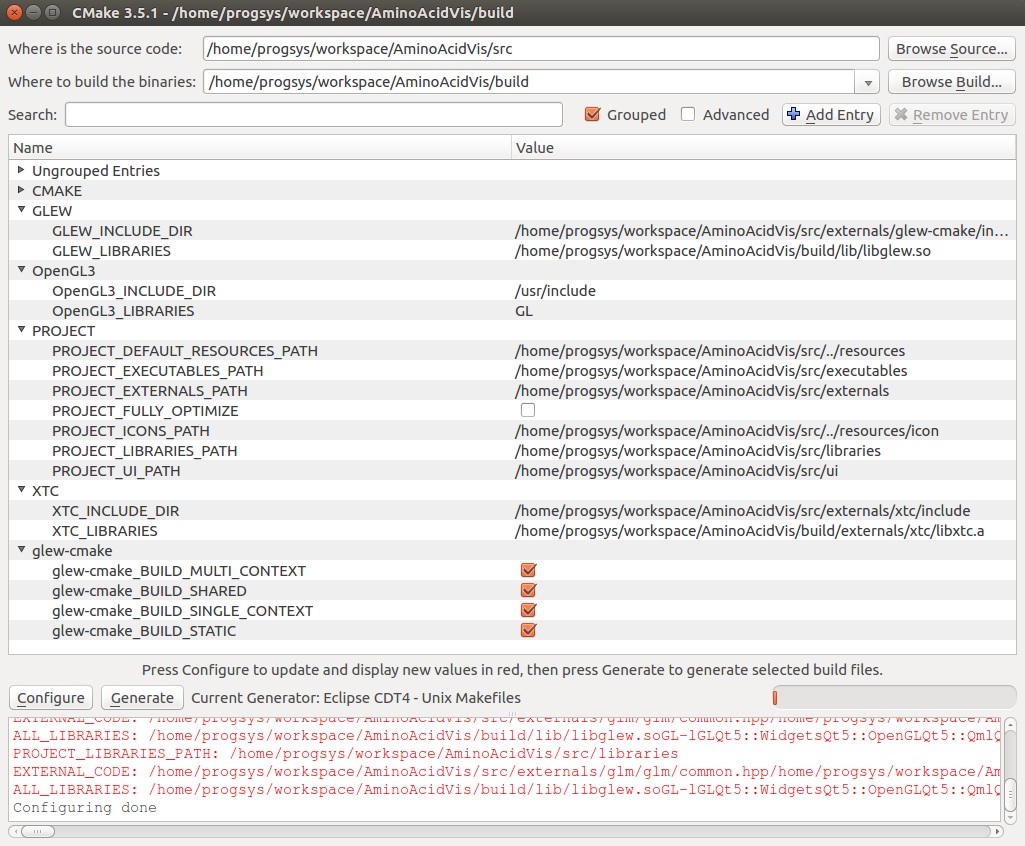 CMake 3.5.1 - /home/progsys/workspace/AminoAcidVis/build
Where is the source code: /home/progsys/workspace/AminoAcidVis/src Browse Source...
Where to build the binaries: /home/progsys/workspace/AminoAcidVis/build Browse Build...
Search: Grouped Advanced Add Entry Remove Entry
Name Value
Ungrouped Entries
CMAKE
GLEW
GLEW_INCLUDE_DIR /home/progsys/workspace/AminoAcidVis/src/externals/glew-cmake/in...
GLEW_LIBRARIES /home/progsys/workspace/AminoAcidVis/build/lib/libglew.so
OpenGL3
OpenGL3_INCLUDE_DIR /usr/include
OpenGL3_LIBRARIES GL
PROJECT
PROJECT_DEFAULT_RESOURCES_PATH /home/progsys/workspace/AminoAcidVis/src/../resources
PROJECT_EXECUTABLES_PATH /home/progsys/workspace/AminoAcidVis/src/executables
PROJECT_EXTERNALS_PATH /home/progsys/workspace/AminoAcidVis/src/externals
PROJECT_FULLY_OPTIMIZE
PROJECT_ICONS_PATH /home/progsys/workspace/AminoAcidVis/src/../resources/icon
PROJECT_LIBRARIES_PATH /home/progsys/workspace/AminoAcidVis/src/libraries
PROJECT_UI_PATH /home/progsys/workspace/AminoAcidVis/src/ui
XTC
XTC_INCLUDE_DIR /home/progsys/workspace/AminoAcidVis/src/externals/xtc/include
XTC_LIBRARIES /home/progsys/workspace/AminoAcidVis/build/externals/xtc/libxtc.a
glew-cmake
glew-cmake_BUILD_MULTI_CONTEXT
glew-cmake_BUILD_SHARED
glew-cmake_BUILD_SINGLE_CONTEXT
glew-cmake_BUILD_STATIC
Press Configure to update and display new values in red, then press Generate to generate selected build files.
Configure Generate Current Generator: Eclipse CDT4 - Unix Makefiles
EXTERNAL_CODE: /home/progsys/workspace/AminoAcidVis/src/externals/glm/glm/common.hpp/home/progsys/workspace/Am
ALL_LIBRARIES: /home/progsys/workspace/AminoAcidVis/build/lib/libglew.soGL-lGLQt5::WidgetsQt5::OpenGLQt5::QmlQ
PROJECT_LIBRARIES_PATH: /home/progsys/workspace/AminoAcidVis/src/libraries
EXTERNAL_CODE: /home/progsys/workspace/AminoAcidVis/src/externals/glm/glm/common.hpp/home/progsys/workspace/Am
ALL_LIBRARIES: /home/progsys/workspace/AminoAcidVis/build/lib/libglew.soGL-lGLQt5::WidgetsQt5::OpenGLQt5::QmlQ
Configuring done